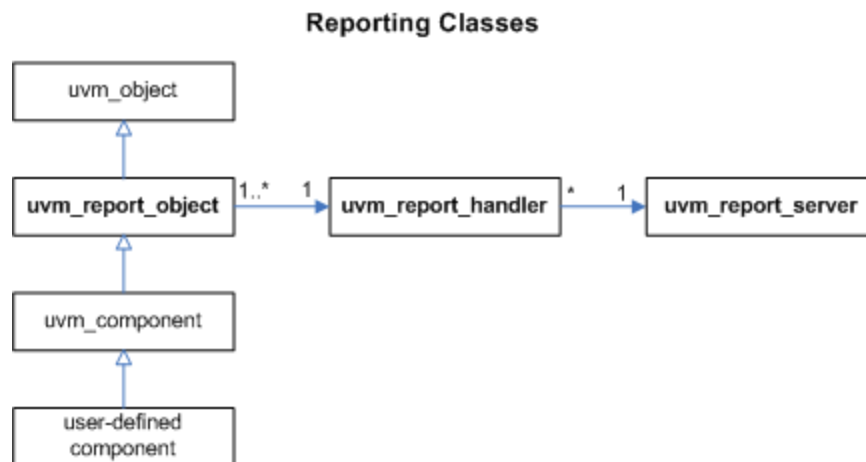 Reporting Classes
uvm_object
uvm_report_object
1..*
1
uvm_report_handler
*
1
uvm_report_server
uvm_component
user-defined
component